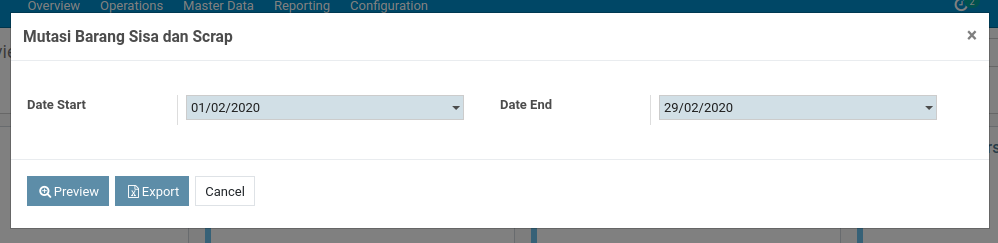 Overview Operations Master Data Reporting Configuration 2
Mutasi Barang Sisa dan Scrap ×
Date Start 01/02/2020 Date End 29/02/2020
Preview Export Cancel